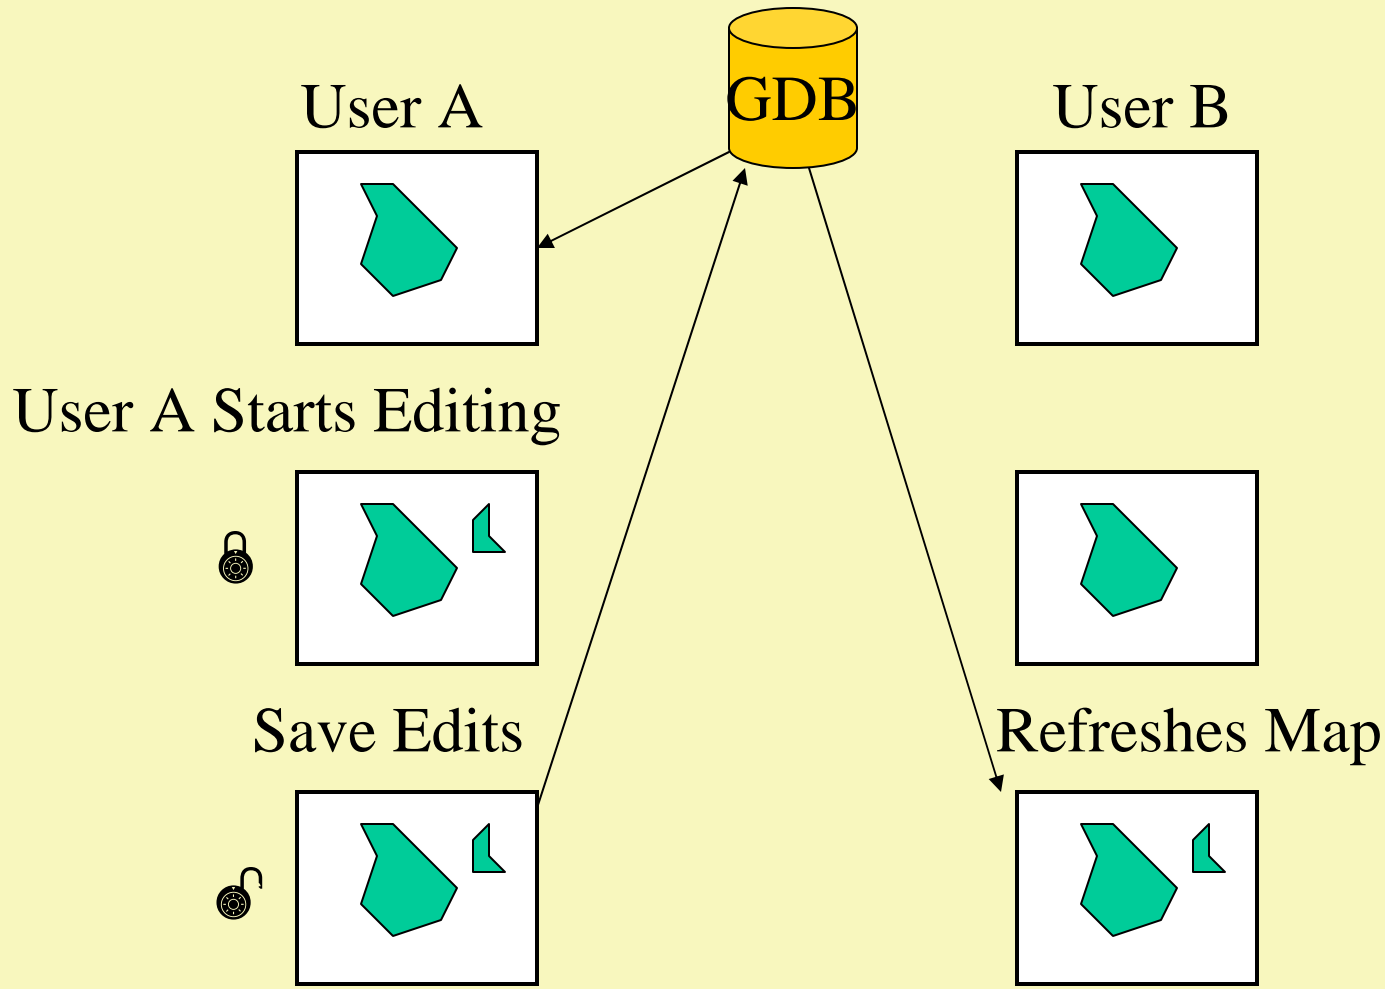 GDB
User A
User B
User A Starts Editing
Save Edits
Refreshes Map